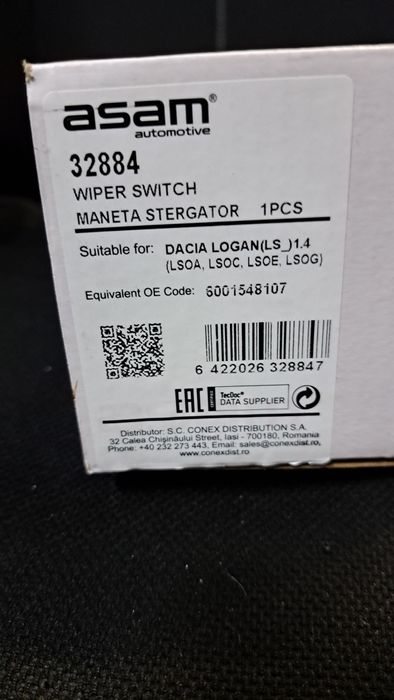 asam®
automotive
32884
WIPER SWITCH
MANETA STERGATOR 1PCS
Suitable for: DACIA LOGAN(LS_)1.4
(LSOA, LSOC, LSOE, LSOG)
Equivalent OE Code: 6001548107
6 422026 328847
EAC
TecDoc®
DATA SUPPLIER
Distributor: S.C. CONEX DISTRIBUTION S.A.
32 Calea Chişinăului Street, Iasi - 700180, Romania
Phone: +40 232 273 443, Email: sales@conexdist.ro,
www.conexdist.ro